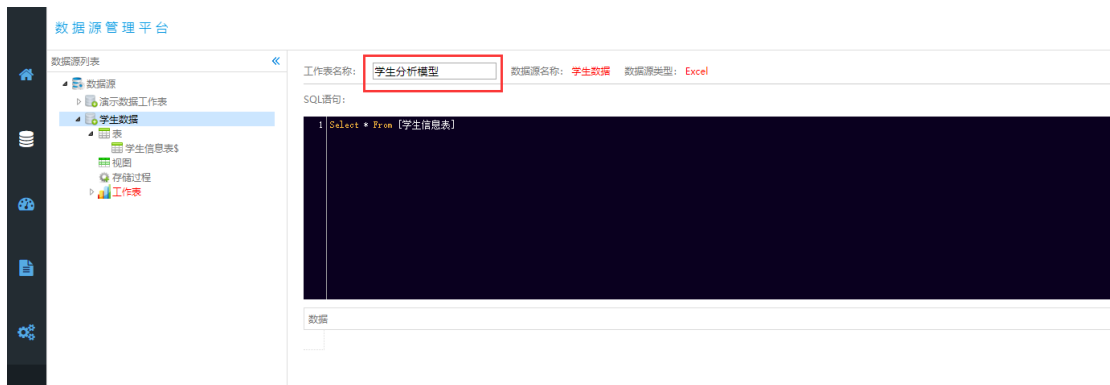 数据源管理平台
数据源列表
数据源
演示数据工作表
学生数据
表
学生信息表$
视图
存储过程
工作表
工作表名称: 学生分析模型 数据源名称: 学生数据 数据源类型: Excel
SQL语句:
1 Select * From [学生信息表]
数据